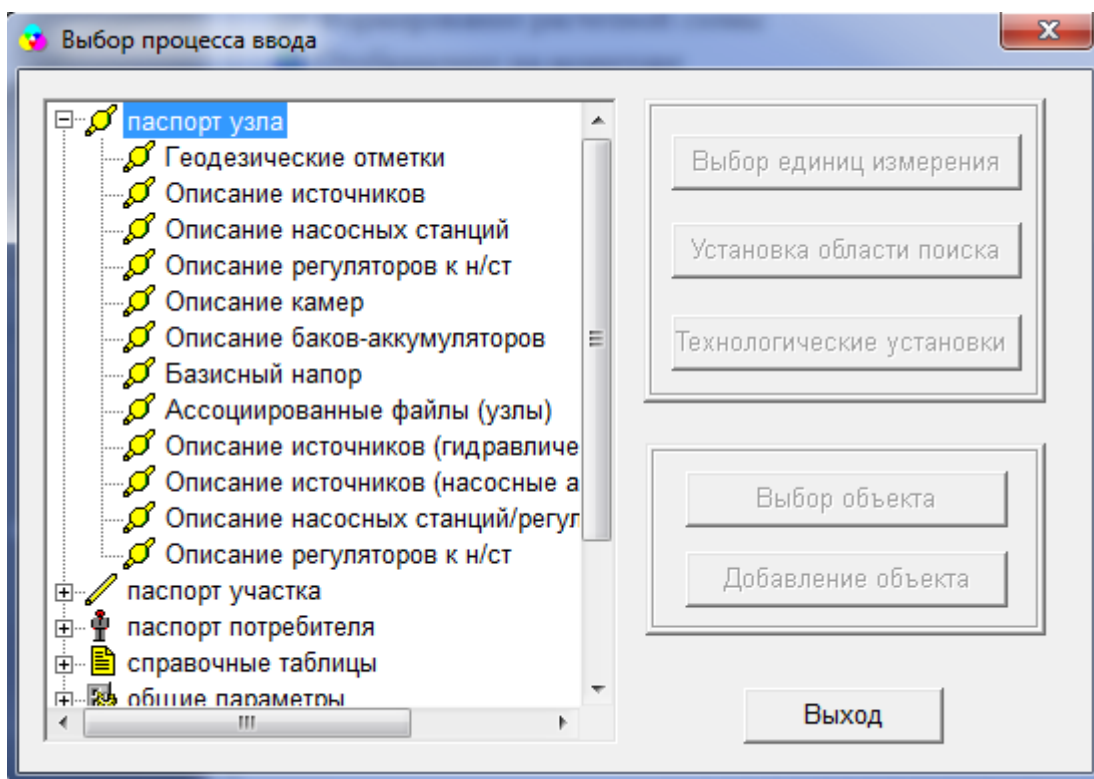 Выбор процесса ввода
паспорт узла
Геодезические отметки
Описание источников
Описание насосных станций
Описание регуляторов к н/ст
Описание камер
Описание баков-аккумуляторов
Базисный напор
Ассоциированные файлы (узлы)
Описание источников (гидравличе
Описание источников (насосные а
Описание насосных станций/регул
Описание регуляторов к н/ст
паспорт участка
паспорт потребителя
справочные таблицы
общие параметры
Выбор единиц измерения
Установка области поиска
Технологические установки
Выбор объекта
Добавление объекта
Выход